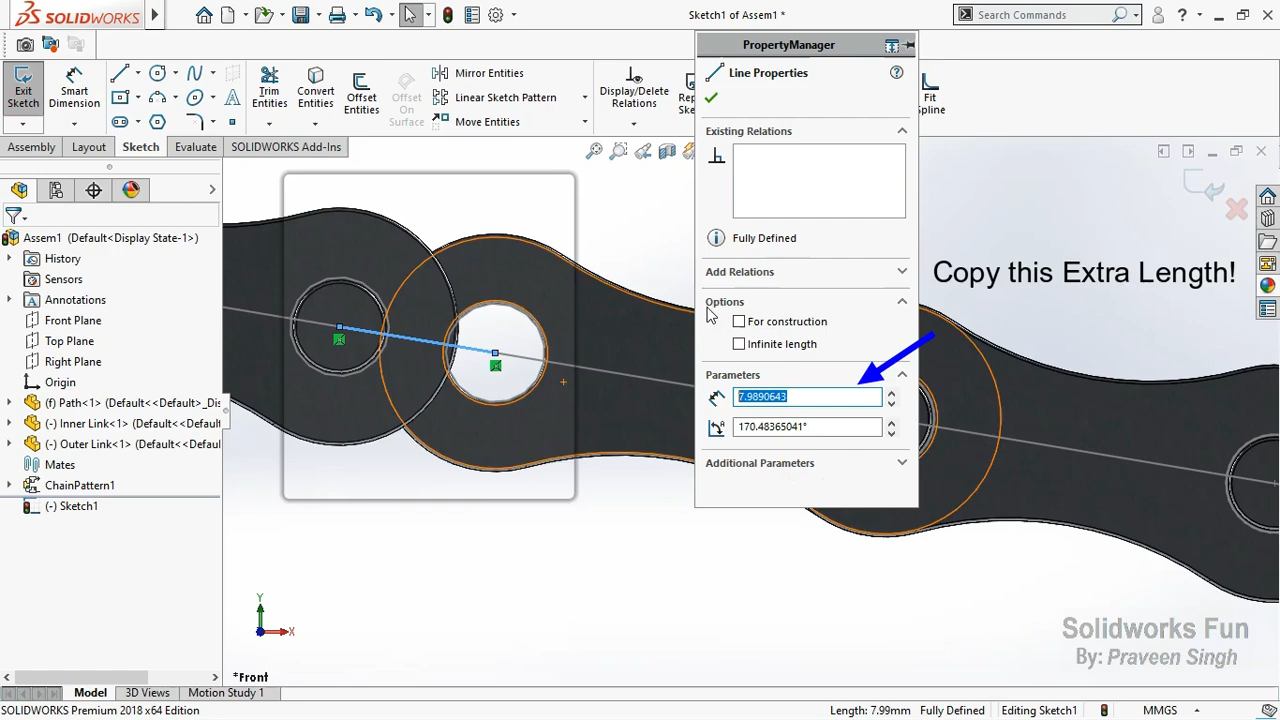 SOLIDWORKS
Sketch1 of Assem1 *
Search Commands
?
PropertyManager
Line Properties
Exit Sketch
Smart Dimension
Trim Entities
Convert Entities
Offset Entities
Offset On Surface
Mirror Entities
Linear Sketch Pattern
Move Entities
Display/Delete Relations
Rep
Sk
Fit Spline
Assembly
Layout
Sketch
Evaluate
SOLIDWORKS Add-Ins
Existing Relations
Fully Defined
Add Relations
Options
For construction
Infinite length
Parameters
7.9890643
170.48365041°
Additional Parameters
Copy this Extra Length!
Assem1 (Default<Display State-1>)
History
Sensors
Annotations
Front Plane
Top Plane
Right Plane
Origin
(f) Path<1> (Default<<Default>_Dis
(-) Inner Link<1> (Default<<Defau
(-) Outer Link<1> (Default<<Defau
Mates
ChainPattern1
(-) Sketch1
Y
X
*Front
Solidworks Fun
By: Praveen Singh
Model
3D Views
Motion Study 1
SOLIDWORKS Premium 2018 x64 Edition
Length: 7.99mm
Fully Defined
Editing Sketch1
MMGS